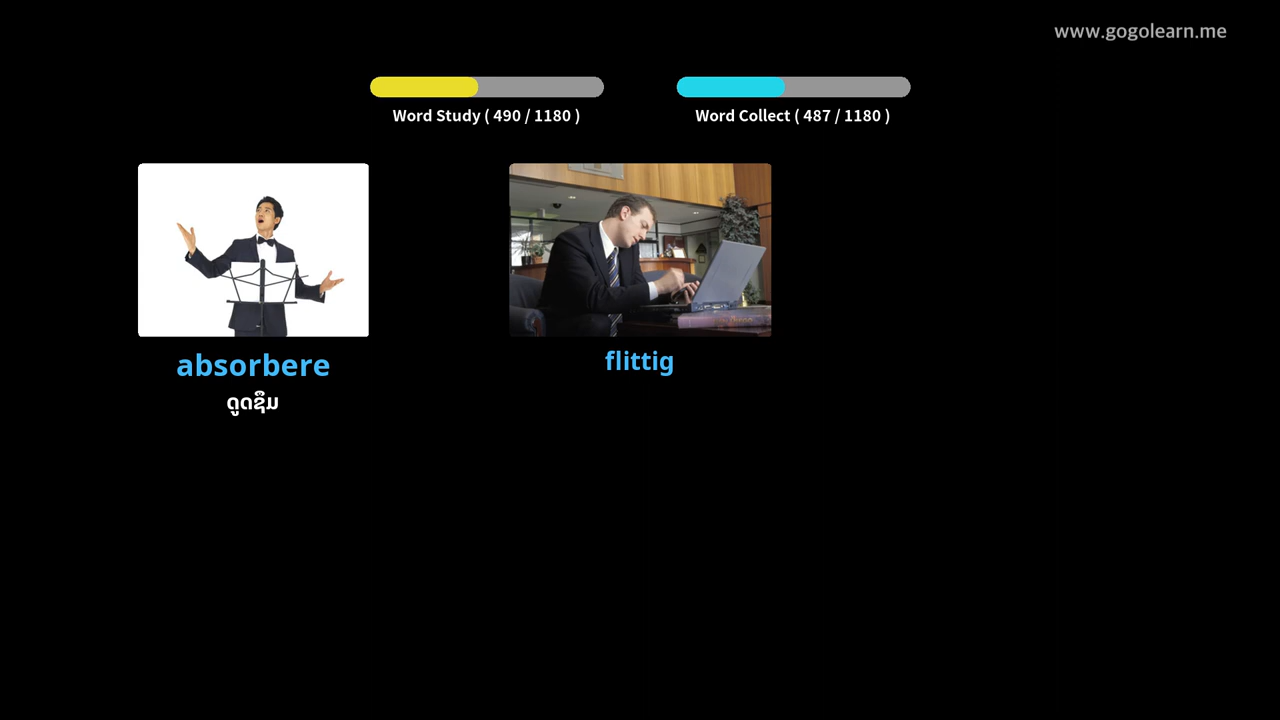 www.gogolearn.me
Word Study ( 490 / 1180 )
Word Collect ( 487 / 1180 )
absorbere
ດູດຊຶມ
flittig